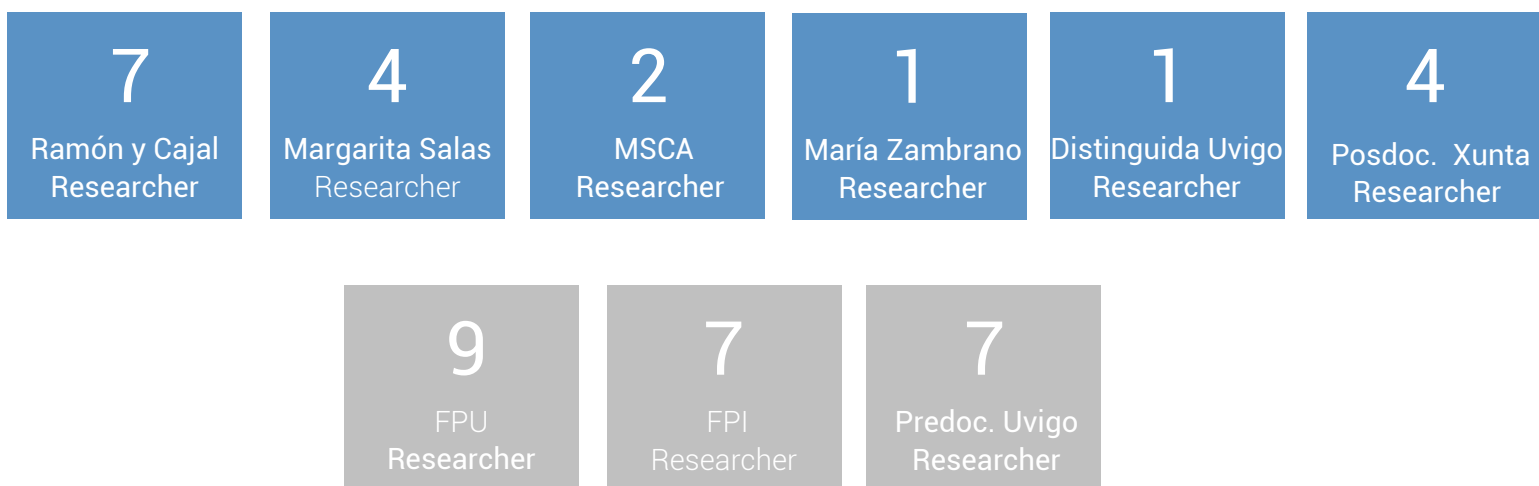 7
Ramón y Cajal
Researcher
4
Margarita Salas
Researcher
2
MSCA
Researcher
1
María Zambrano
Researcher
1
Distinguida Uvigo
Researcher
4
Posdoc. Xunta
Researcher
9
FPU
Researcher
7
FPI
Researcher
7
Predoc. Uvigo
Researcher